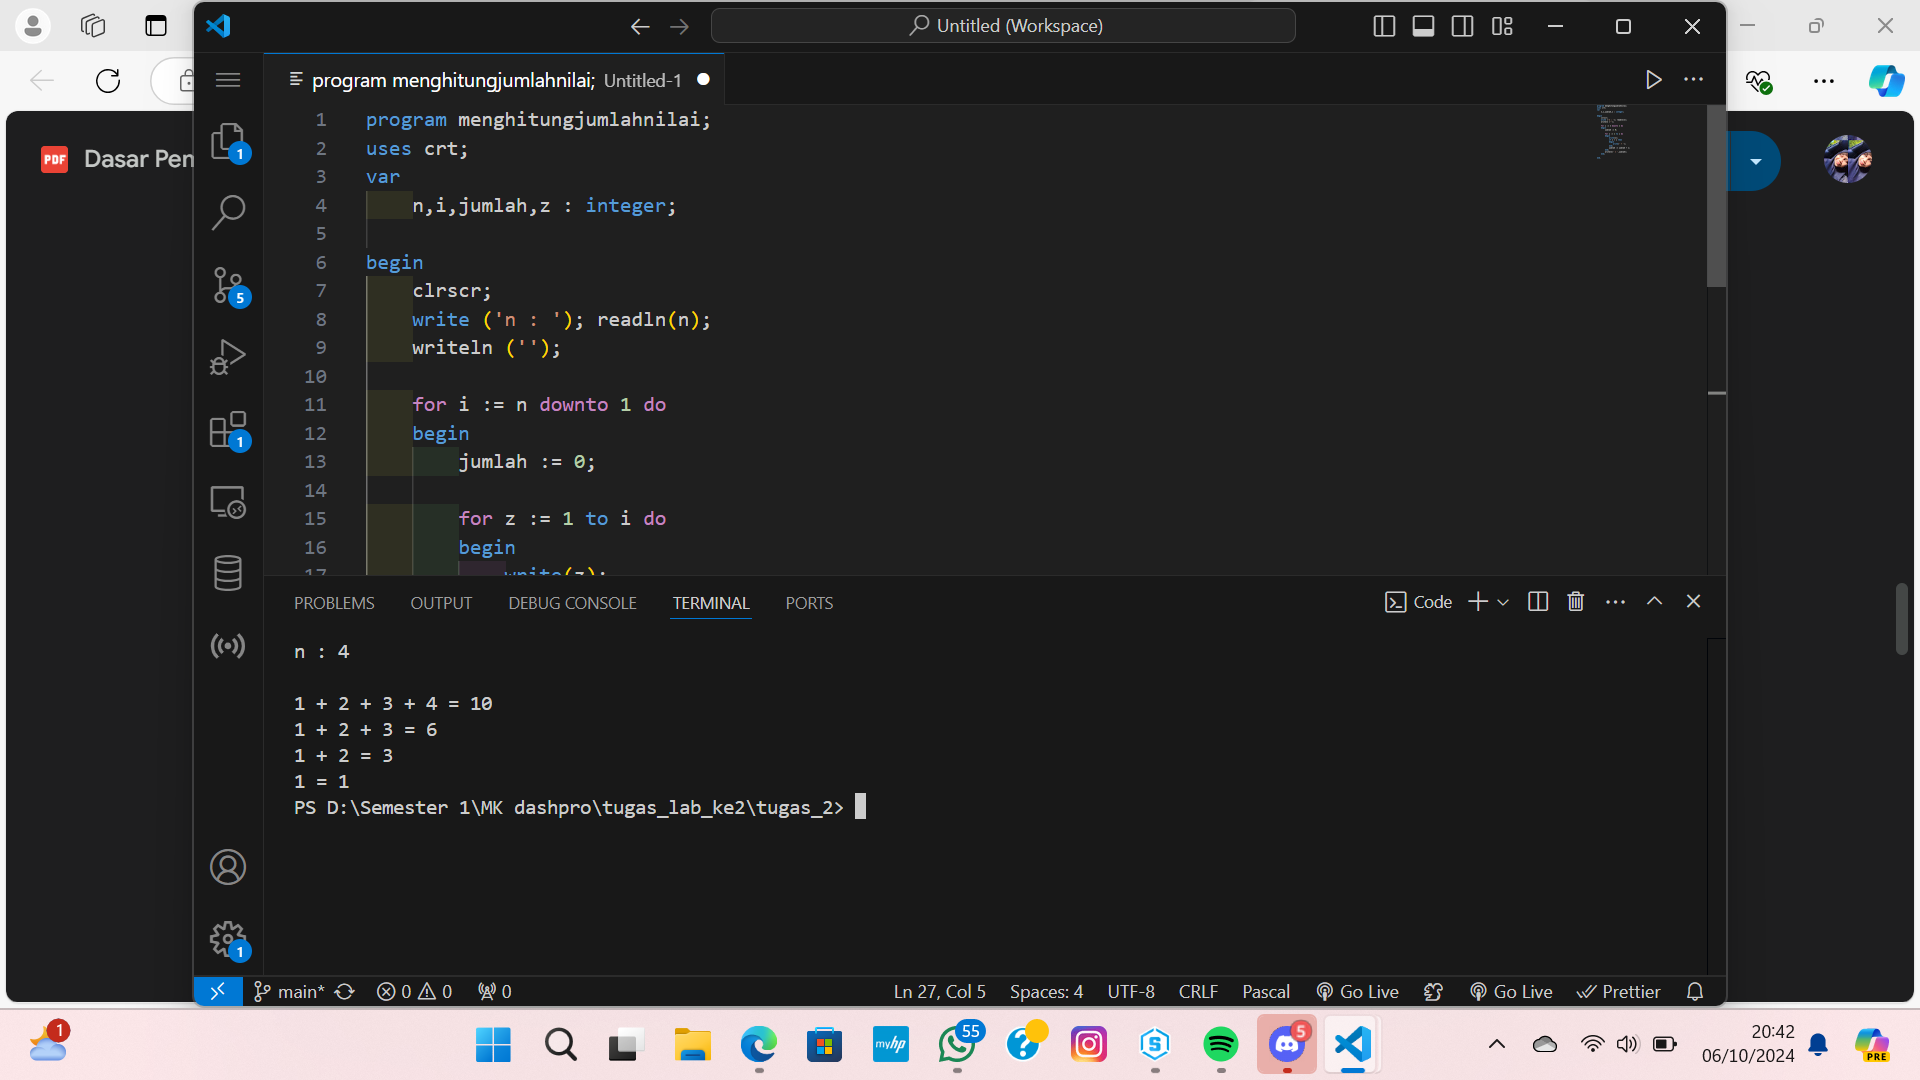 Untitled (Workspace)
program menghitungjumlahnilai; Untitled-1
PDF Dasar Pen
1 program menghitungjumlahnilai;
2 uses crt;
3 var
4 n,i,jumlah,z : integer;
5
6 begin
7 clrscr;
8 write ('n : '); readln(n);
9 writeln ('');
10
11 for i := n downto 1 do
12 begin
13 jumlah := 0;
14
15 for z := 1 to i do
16 begin
17 write(z);
1
5
1
1
PROBLEMS OUTPUT DEBUG CONSOLE TERMINAL PORTS Code
n : 4
1 + 2 + 3 + 4 = 10
1 + 2 + 3 = 6
1 + 2 = 3
1 = 1
PS D:\Semester 1\MK dashpro\tugas_lab_ke2\tugas_2>
main* 0 0 0 Ln 27, Col 5 Spaces: 4 UTF-8 CRLF Pascal Go Live Go Live Prettier
1 myhp 55 ? 5 20:42
06/10/2024 PRE